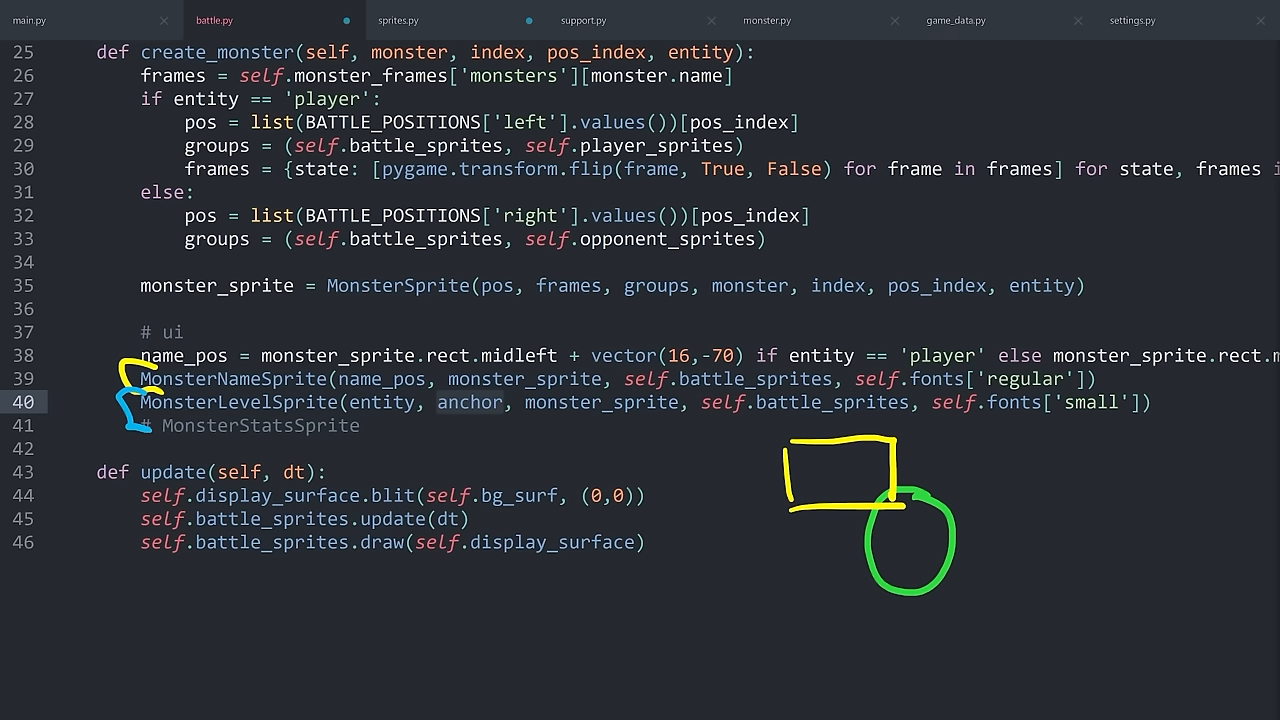 main.py battle.py sprites.py support.py monster.py game_data.py settings.py
25 def create_monster(self, monster, index, pos_index, entity):
26 frames = self.monster_frames['monsters'][monster.name]
27 if entity == 'player':
28 pos = list(BATTLE_POSITIONS['left'].values())[pos_index]
29 groups = (self.battle_sprites, self.player_sprites)
30 frames = {state: [pygame.transform.flip(frame, True, False) for frame in frames] for state, frames i
31 else:
32 pos = list(BATTLE_POSITIONS['right'].values())[pos_index]
33 groups = (self.battle_sprites, self.opponent_sprites)
34
35 monster_sprite = MonsterSprite(pos, frames, groups, monster, index, pos_index, entity)
36
37 # ui
38 name_pos = monster_sprite.rect.midleft + vector(16,-70) if entity == 'player' else monster_sprite.rect.m
39 MonsterNameSprite(name_pos, monster_sprite, self.battle_sprites, self.fonts['regular'])
40 MonsterLevelSprite(entity, anchor, monster_sprite, self.battle_sprites, self.fonts['small'])
41 # MonsterStatsSprite
42
43 def update(self, dt):
44 self.display_surface.blit(self.bg_surf, (0,0))
45 self.battle_sprites.update(dt)
46 self.battle_sprites.draw(self.display_surface)